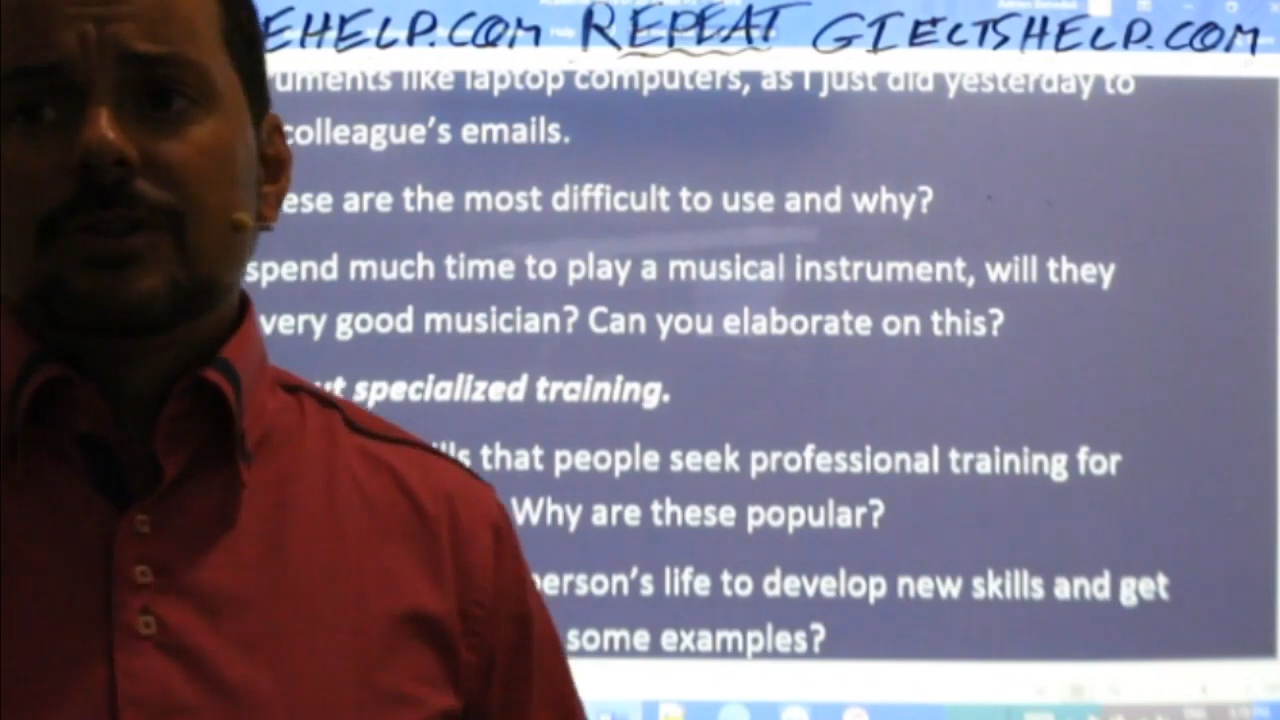 EHELP.COM REPEAT GIELTSHELP.COM
uments like laptop computers, as I just did yesterday to
colleague's emails.
ese are the most difficult to use and why?
spend much time to play a musical instrument, will they
very good musician? Can you elaborate on this?
ut specialized training.
lls that people seek professional training for
Why are these popular?
erson's life to develop new skills and get
some examples?